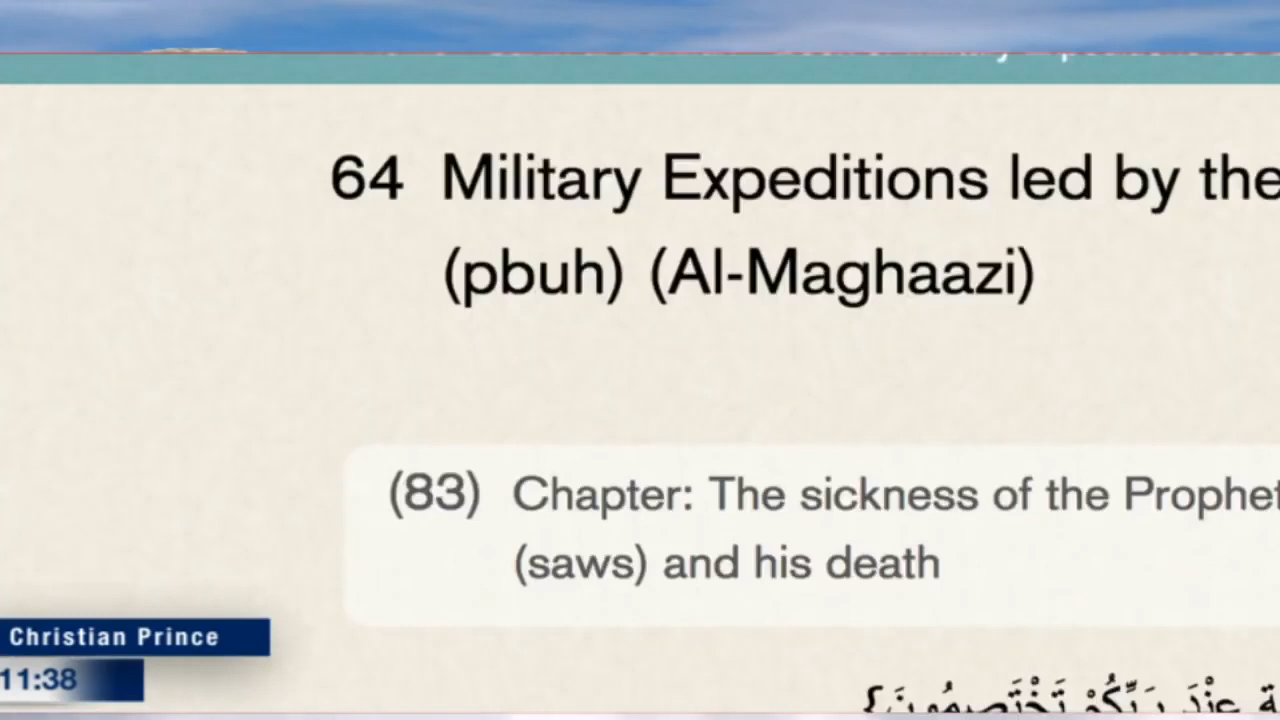 64 Military Expeditions led by the
(pbuh) (Al-Maghaazi)
(83) Chapter: The sickness of the Prophet
(saws) and his death
عِنْدَ رَبِّكُمْ تَخْتَصِمُونَ}
Christian Prince
11:38